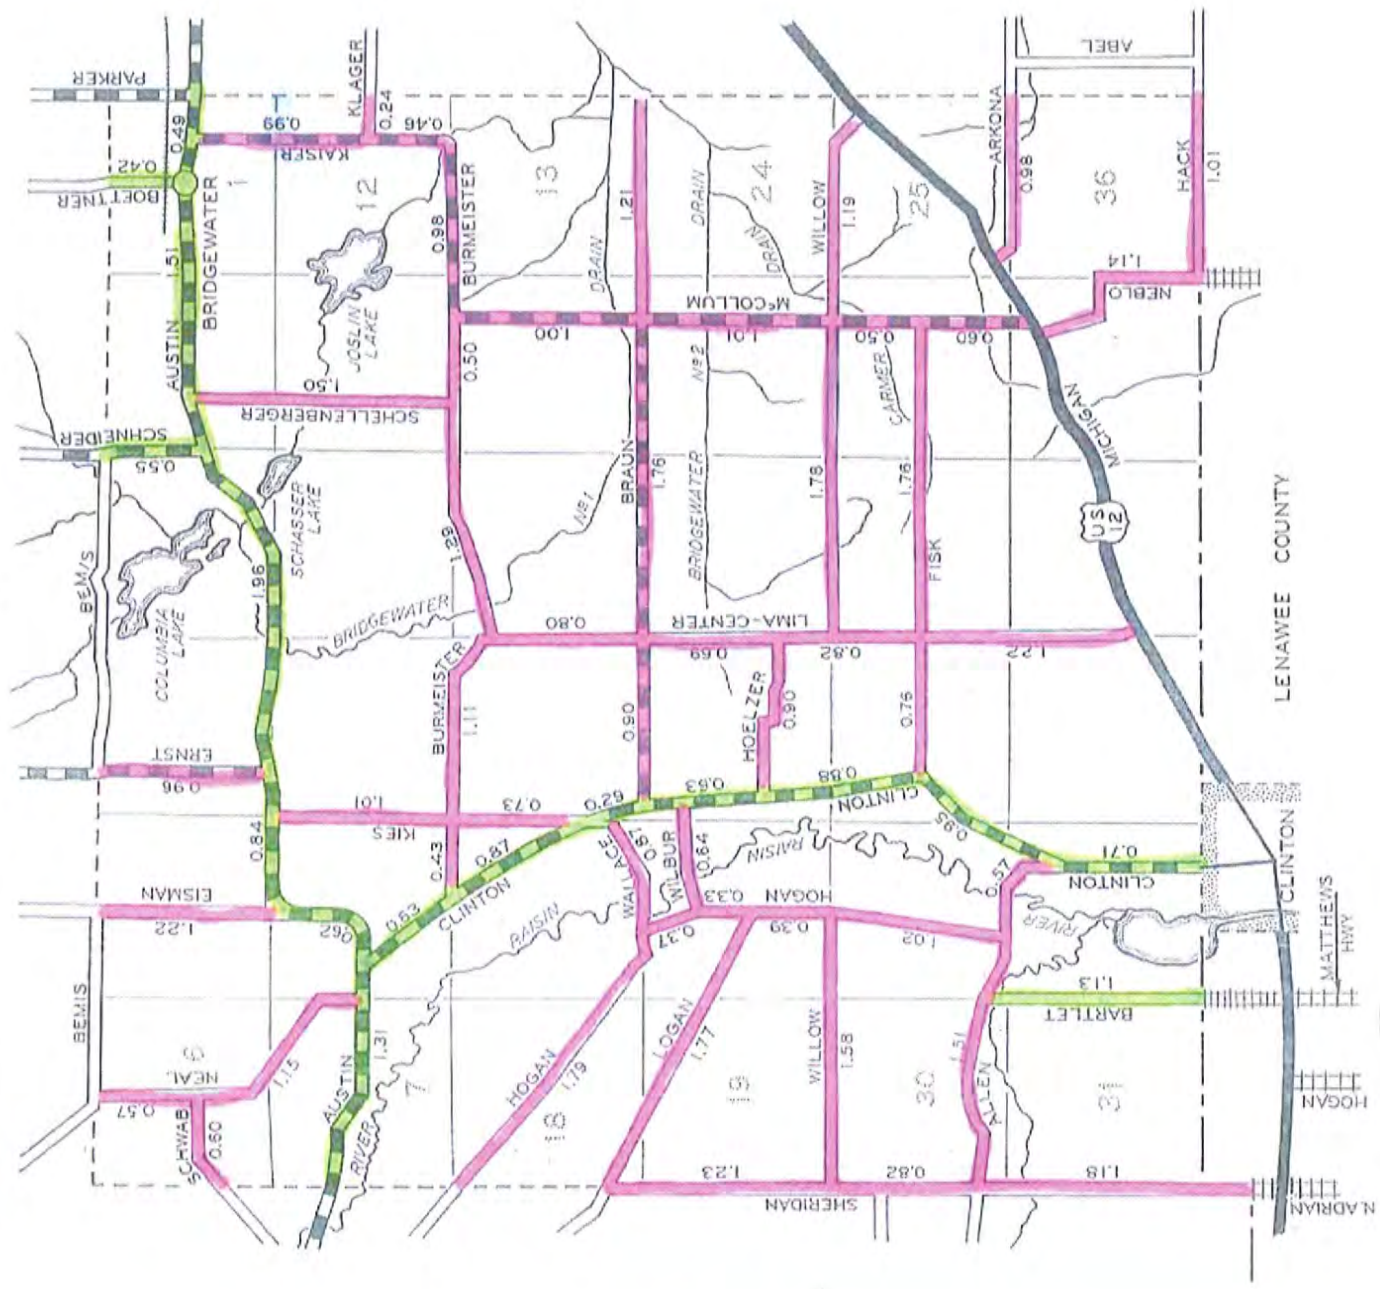 PARKER
0.49
0.42
BOETTNER
AUSTIN
1.51
BRIDGEWATER
1
0.99
KAISER
KLAGER
0.24
0.46
12
JOSLIN
LAKE
0.98
BURMEISTER
13
DRAIN
1.21
DRAIN
DRAIN
24
WILLOW
1.19
25
ARKONA
0.98
ABEL
36
HACK
1.01
1.14
NEBLO
McCOLLUM
1.00
1.01
0.50
0.60
0.50
1.50
SCHELLENBERGER
SCHNEIDER
0.55
SCHASSER
LAKE
1.96
BEMIS
COLUMBIA
LAKE
BRIDGEWATER
No 1
1.29
BRAUN
1.76
BRIDGEWATER
No 2
1.78
CARMER
1.76
FISK
MICHIGAN
US
12
LENAWEE COUNTY
0.80
LIMA-CENTER
0.69
0.82
1.22
BURMEISTER
1.11
0.90
HOELZER
0.90
0.76
ERNST
0.96
0.84
1.01
KIES
0.73
0.43
0.87
CLINTON
0.63
0.29
0.53
0.88
CLINTON
0.95
0.71
CLINTON
CLINTON
WALLACE
0.67
WILBUR
0.64
RAISIN
RAISIN
RIVER
0.33
HOGAN
0.39
0.37
1.02
0.57
EISMAN
1.22
0.62
BEMIS
6
NEAL
0.57
1.15
SCHWAB
0.60
AUSTIN
1.31
RIVER
7
HOGAN
1.79
18
LOGAN
1.77
19
WILLOW
1.58
30
1.51
ALLEN
1.13
BARTLET
31
1.23
SHERIDAN
0.82
1.18
MATTHEWS
HWY
HOGAN
N.ADRIAN